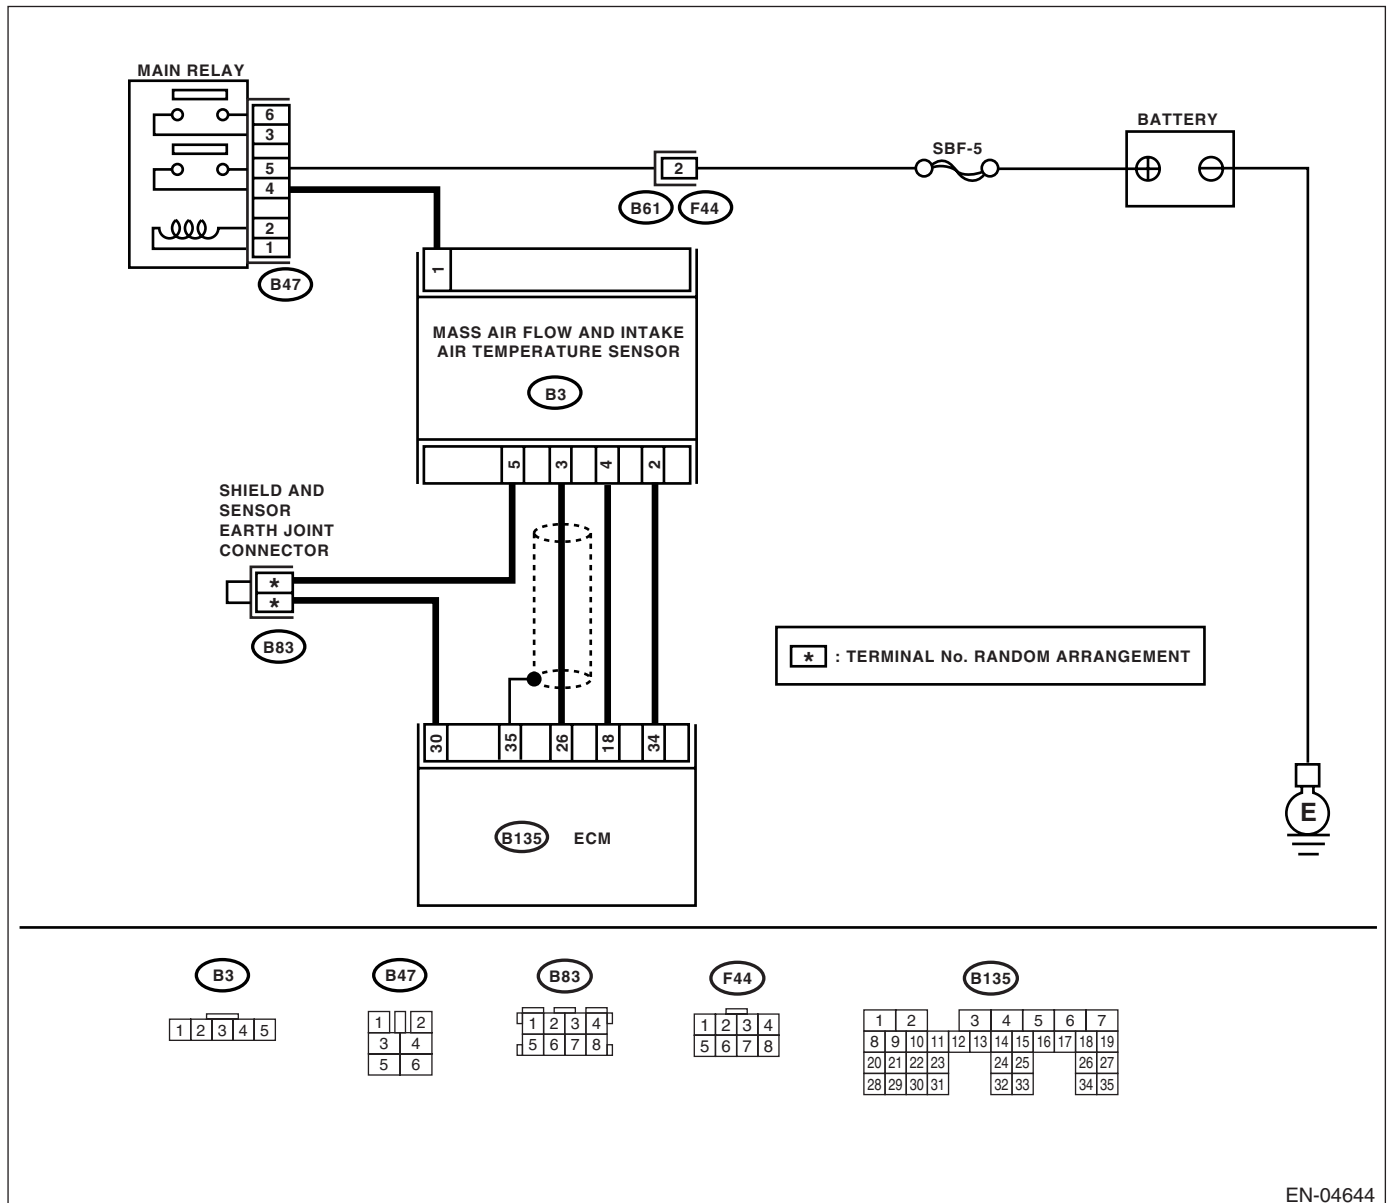 MAIN RELAY
6
3
5
4
2
1
B47
2
B61 F44
SBF-5
BATTERY
1
MASS AIR FLOW AND INTAKE
AIR TEMPERATURE SENSOR
B3
5 3 4 2
SHIELD AND
SENSOR
EARTH JOINT
CONNECTOR
*
*
B83
* : TERMINAL No. RANDOM ARRANGEMENT
30 35 26 18 34
B135 ECM
E
B3
1 2 3 4 5
B47
1 2
3 4
5 6
B83
1 2 3 4
5 6 7 8
F44
1 2 3 4
5 6 7 8
B135
1 2 3 4 5 6 7
8 9 10 11 12 13 14 15 16 17 18 19
20 21 22 23 24 25 26 27
28 29 30 31 32 33 34 35
EN-04644